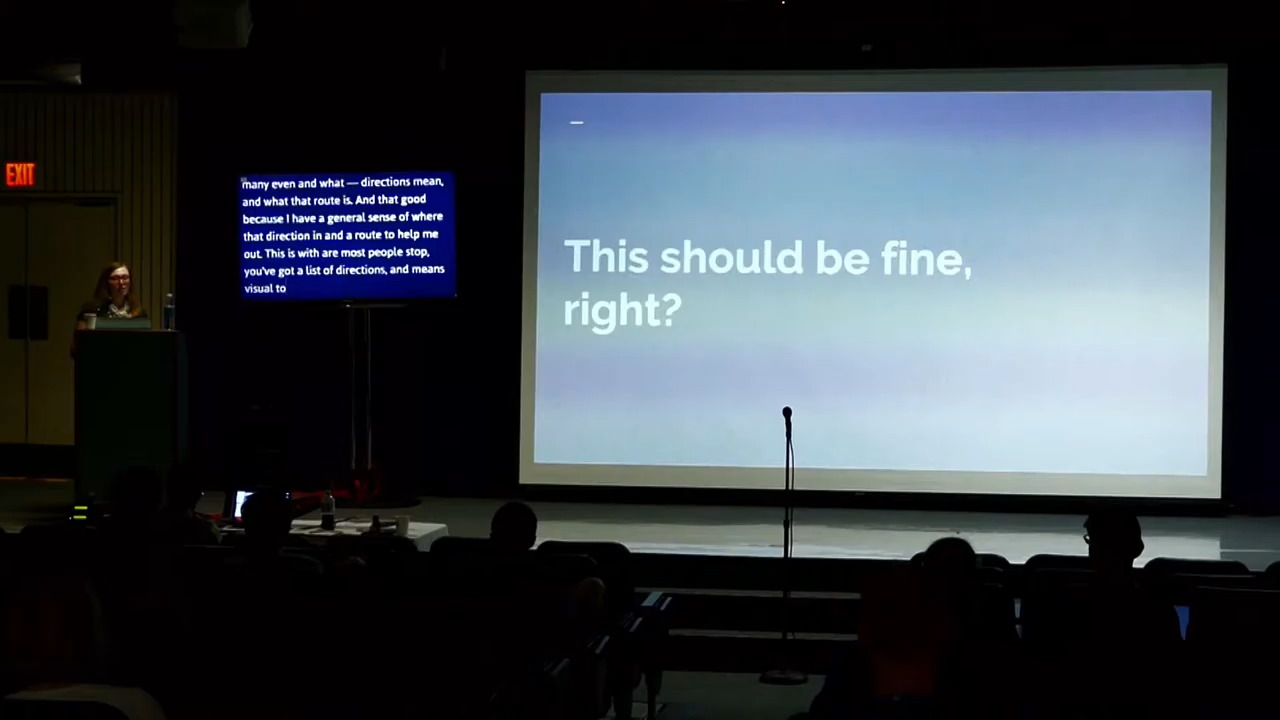 EXIT
many even and what — directions mean,
and what that route is. And that good
because I have a general sense of where
that direction in and a route to help me
out. This is with are most people stop,
you've got a list of directions, and means
visual to
This should be fine,
right?